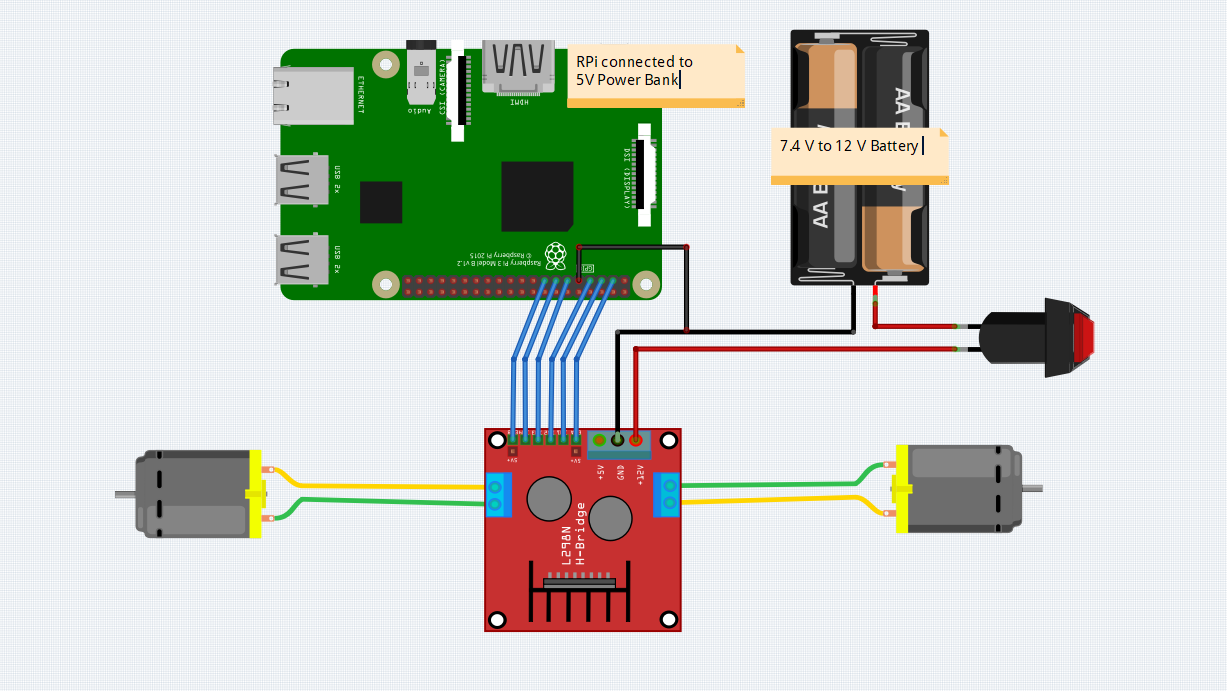 RPi connected to
5V Power Bank
ETHERNET
Audio
CSI (CAMERA)
HDMI
7.4 V to 12 V Battery
AA B
AA B
y
USB 2x
DSI (DISPLAY)
USB 2x
Raspberry Pi 3 Model B v1.2
© Raspberry Pi 2015
GPIO
5V+
5V+
+5V
GND
+12V
L298N
H-Bridge